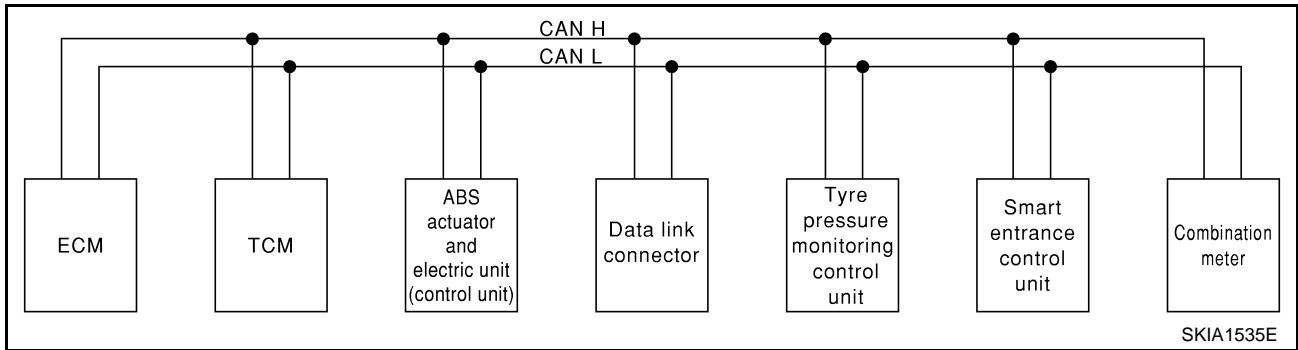 CAN H
CAN L
ECM
TCM
ABS
actuator
and
electric unit
(control unit)
Data link
connector
Tyre
pressure
monitoring
control
unit
Smart
entrance
control
unit
Combination
meter
SKIA1535E